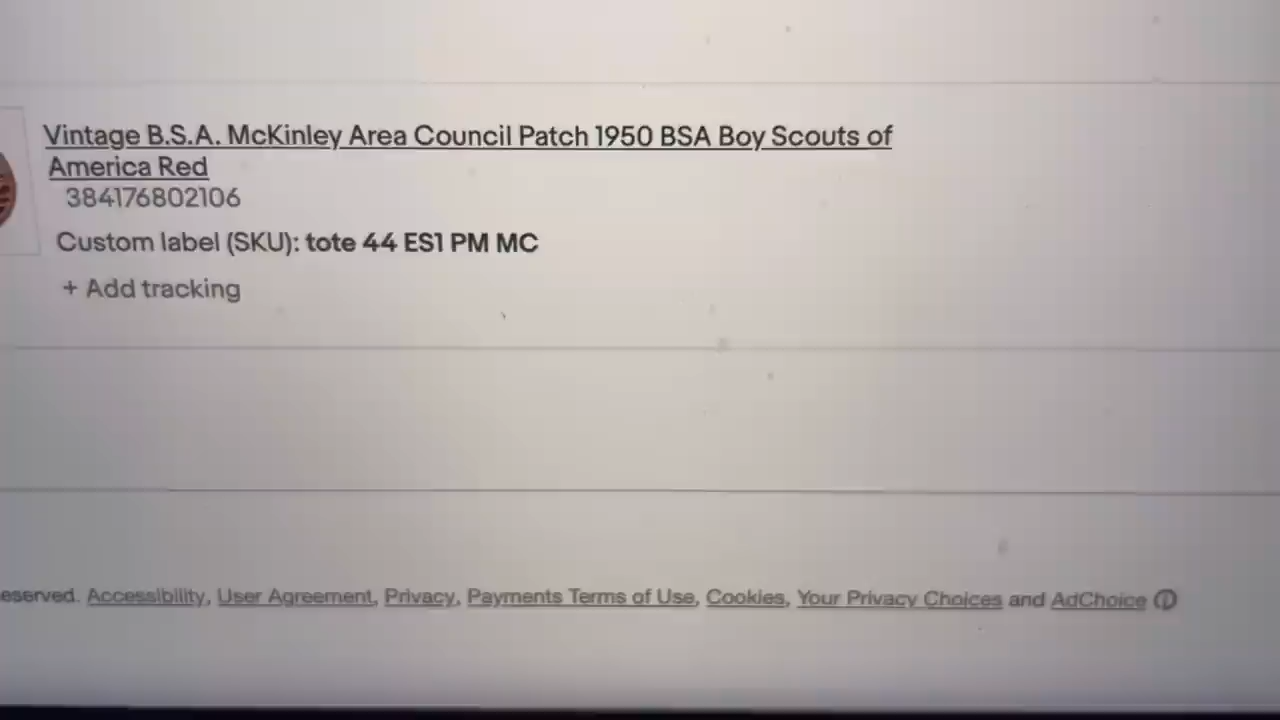 Vintage B.S.A. McKinley Area Council Patch 1950 BSA Boy Scouts of
America Red
384176802106
Custom label (SKU): tote 44 ES1 PM MC
+ Add tracking
eserved. Accessibility, User Agreement, Privacy, Payments Terms of Use, Cookies, Your Privacy Choices and AdChoice